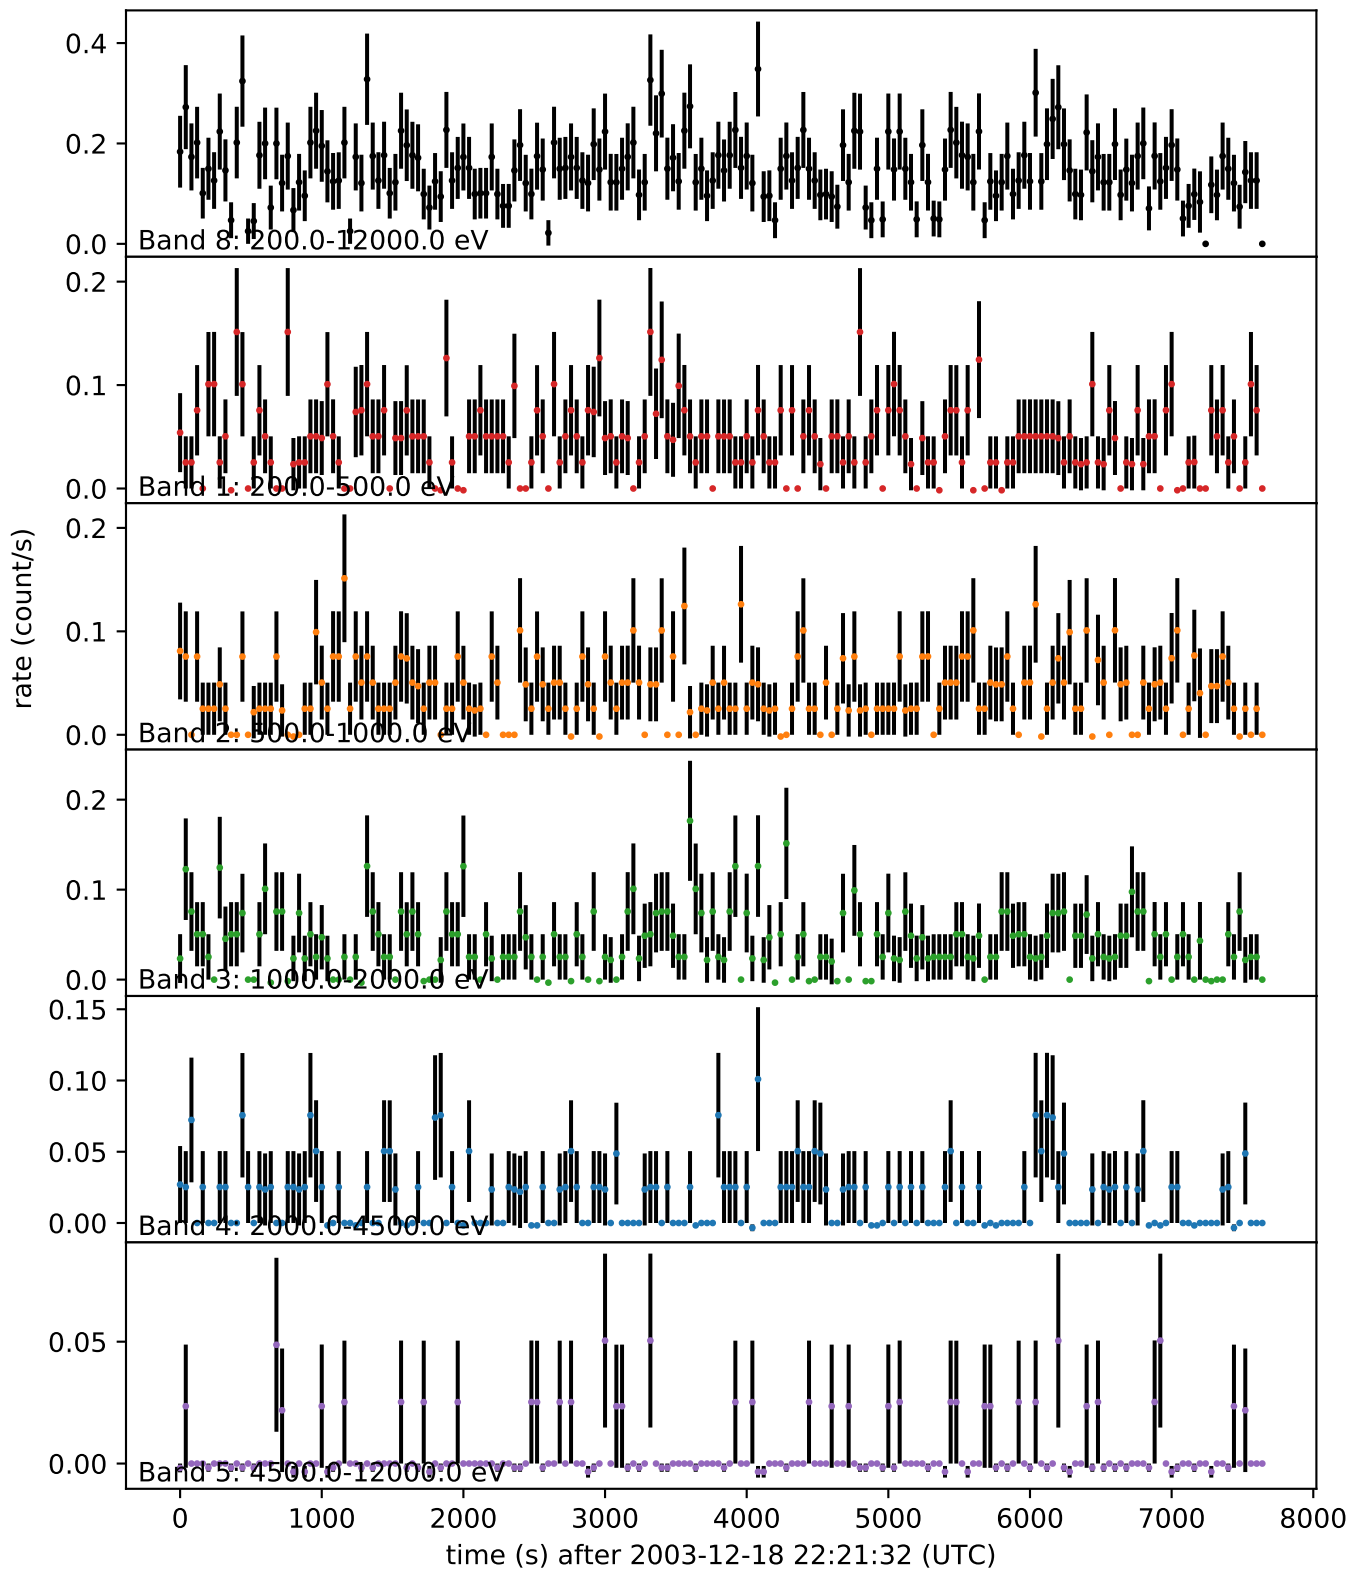 0.4
0.2
0.0
Band 8: 200.0-12000.0 eV
0.2
0.1
0.0
Band 1: 200.0-500.0 eV
0.2
0.1
0.0
Band 2: 500.0-1000.0 eV
rate (count/s)
0.2
0.1
0.0
Band 3: 1000.0-2000.0 eV
0.15
0.10
0.05
0.00
Band 4: 2000.0-4500.0 eV
0.05
0.00
Band 5: 4500.0-12000.0 eV
0 1000 2000 3000 4000 5000 6000 7000 8000
time (s) after 2003-12-18 22:21:32 (UTC)